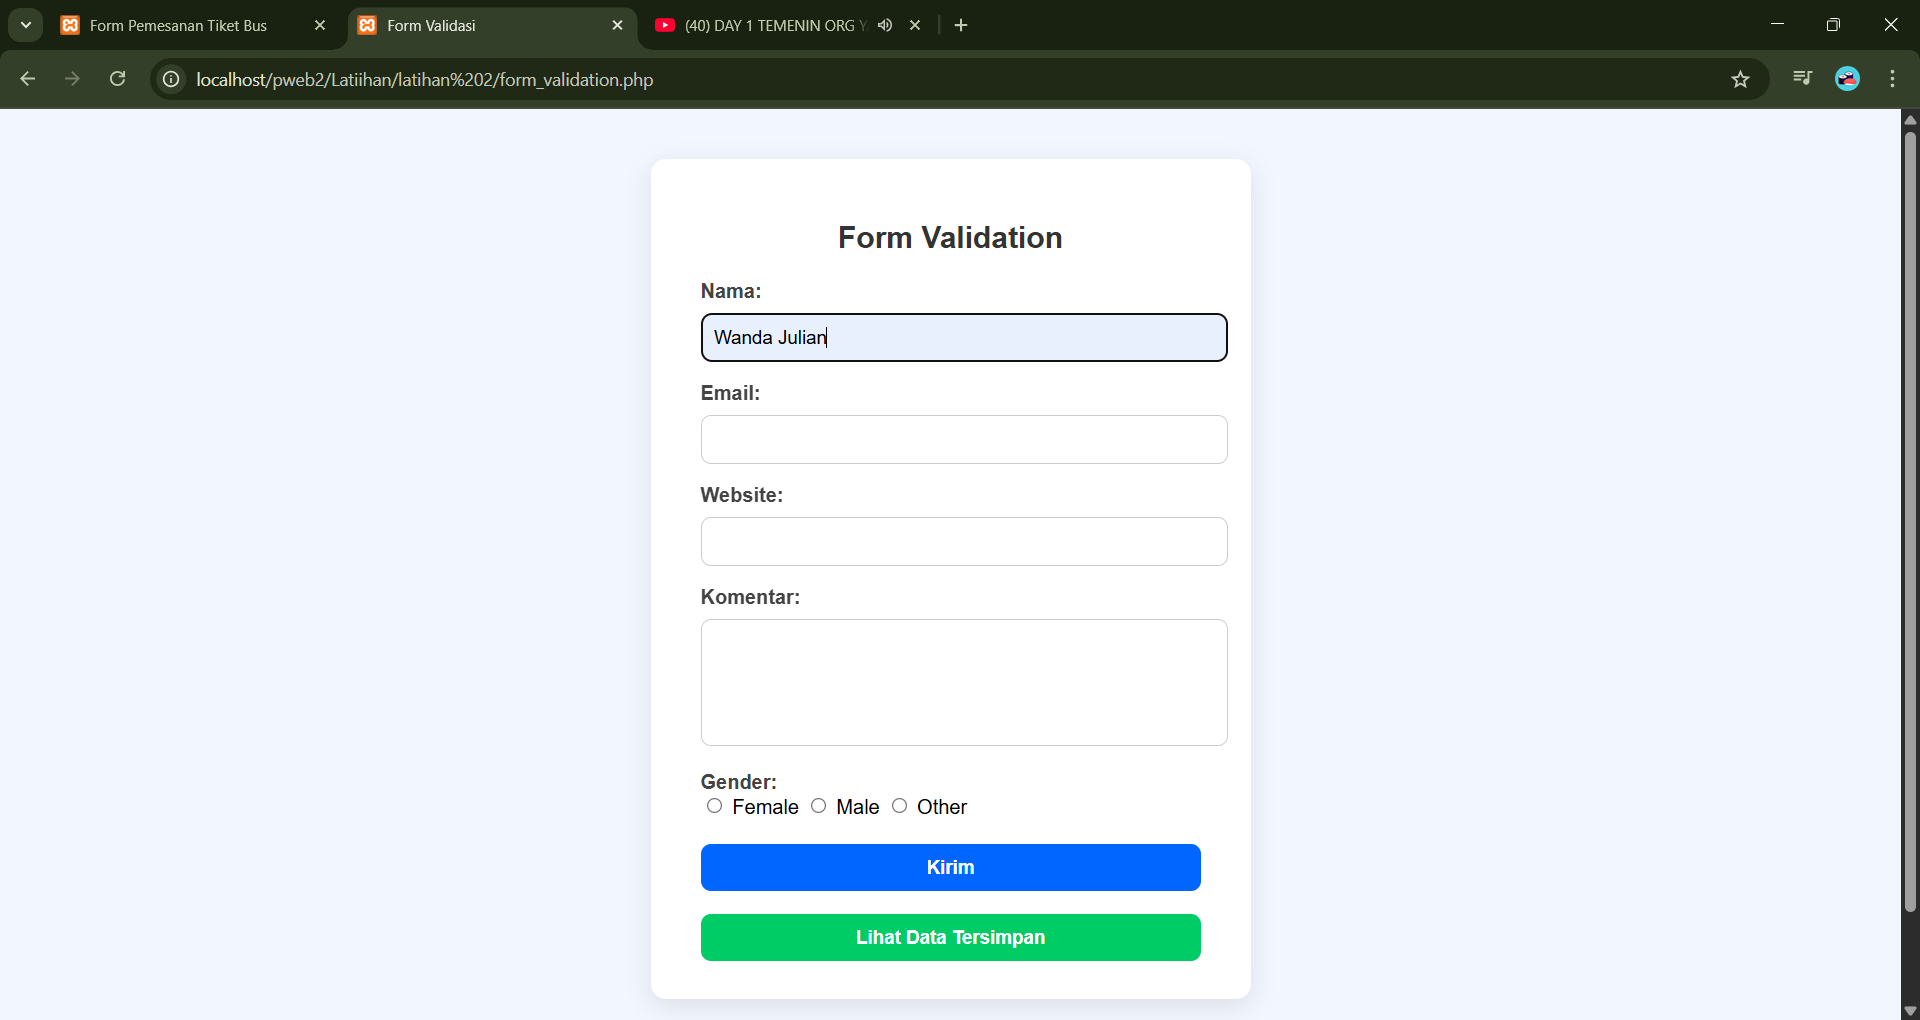 Form Pemesanan Tiket Bus
Form Validasi
(40) DAY 1 TEMENIN ORG
localhost/pweb2/Latiihan/latihan%202/form_validation.php
Form Validation
Nama:
Wanda Julian
Email:
Website:
Komentar:
Gender:
Female Male Other
Kirim
Lihat Data Tersimpan